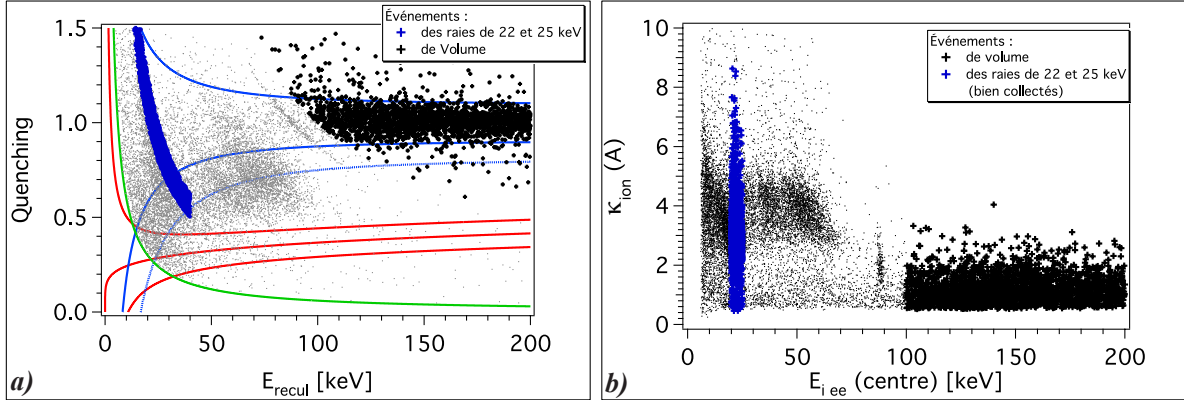 Événements :
des raies de 22 et 25 keV
de Volume
1.5
1.0
0.5
0.0
Quenching
0
50
100
150
200
E_recul [keV]
a)
Événements :
de volume
des raies de 22 et 25 keV
(bien collectés)
10
8
6
4
2
0
κ_ion (A)
0
50
100
150
200
E_i ee (centre) [keV]
b)